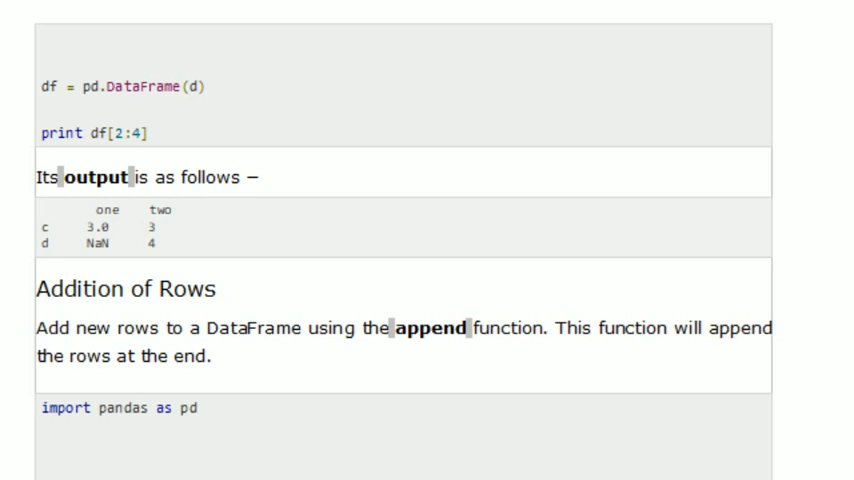 df = pd.DataFrame(d)
print df[2:4]
Its output is as follows −
one two
c 3.0 3
d NaN 4
Addition of Rows
Add new rows to a DataFrame using the append function. This function will append
the rows at the end.
import pandas as pd